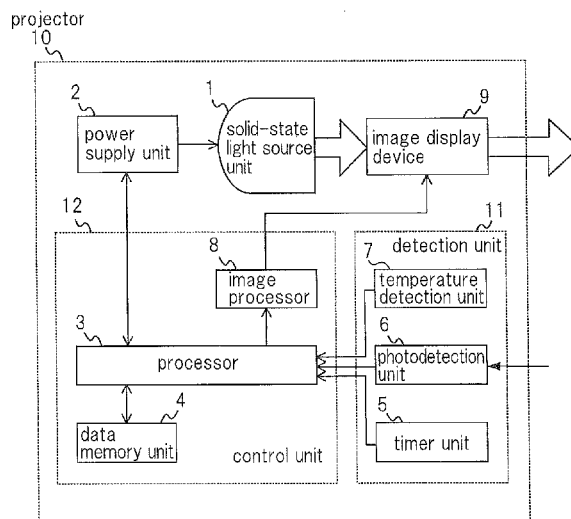 projector
10
1
2
9
power
supply unit
solid-state
light source
unit
image display
device
12
11
detection unit
8
7
image
processor
temperature
detection unit
3
6
processor
photodetection
unit
4
5
data
memory unit
control unit
timer unit